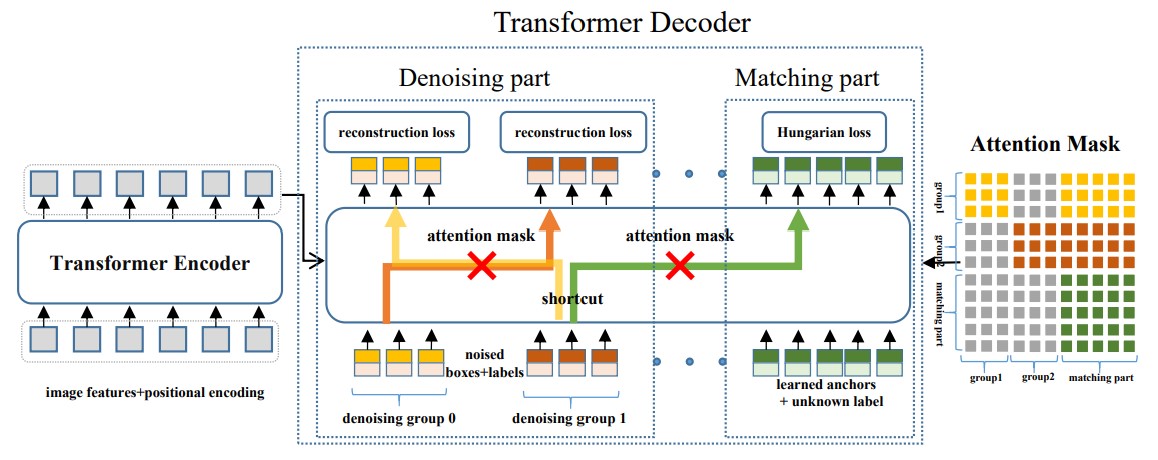 Transformer Decoder
Denoising part
Matching part
reconstruction loss
reconstruction loss
Hungarian loss
Attention Mask
Transformer Encoder
attention mask
attention mask
shortcut
noised
boxes+labels
image features+positional encoding
denoising group 0
denoising group 1
learned anchors
+ unknown label
group1
group2
matching part
group1
group2
matching part